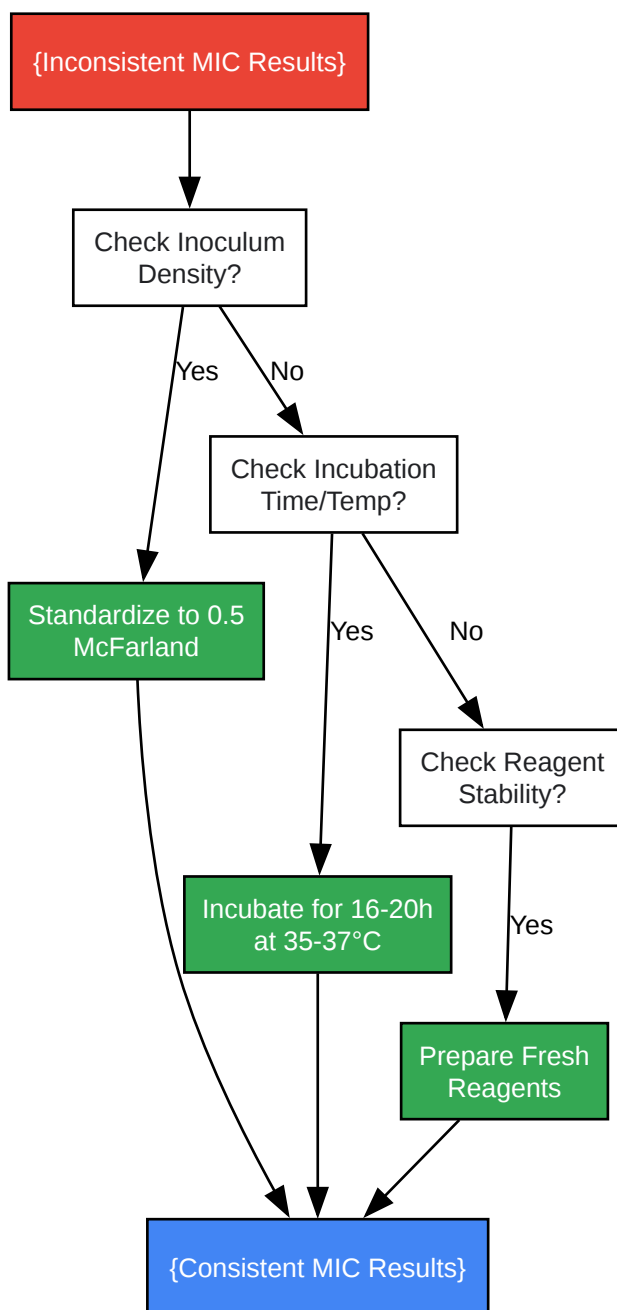 {Inconsistent MIC Results}
Check Inoculum
Density?
Yes
No
Check Incubation
Time/Temp?
Standardize to 0.5
McFarland
Yes
No
Check Reagent
Stability?
Incubate for 16-20h
at 35-37°C
Yes
Prepare Fresh
Reagents
{Consistent MIC Results}